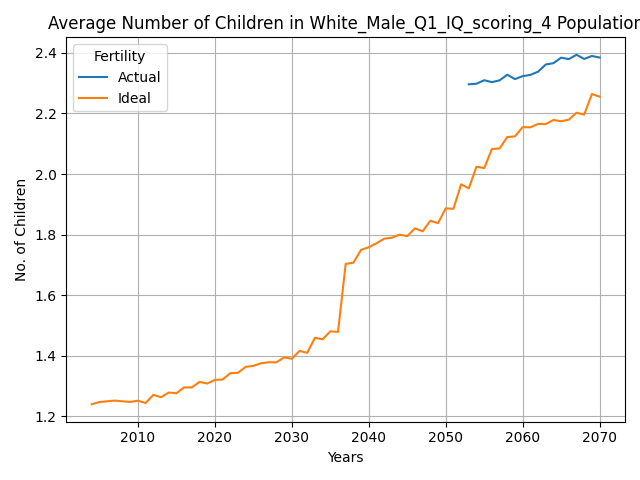 Average Number of Children in White_Male_Q1_IQ_scoring_4 Population
Fertility
Actual
Ideal
2.4
2.2
2.0
1.8
1.6
1.4
1.2
No. of Children
2010 2020 2030 2040 2050 2060 2070
Years